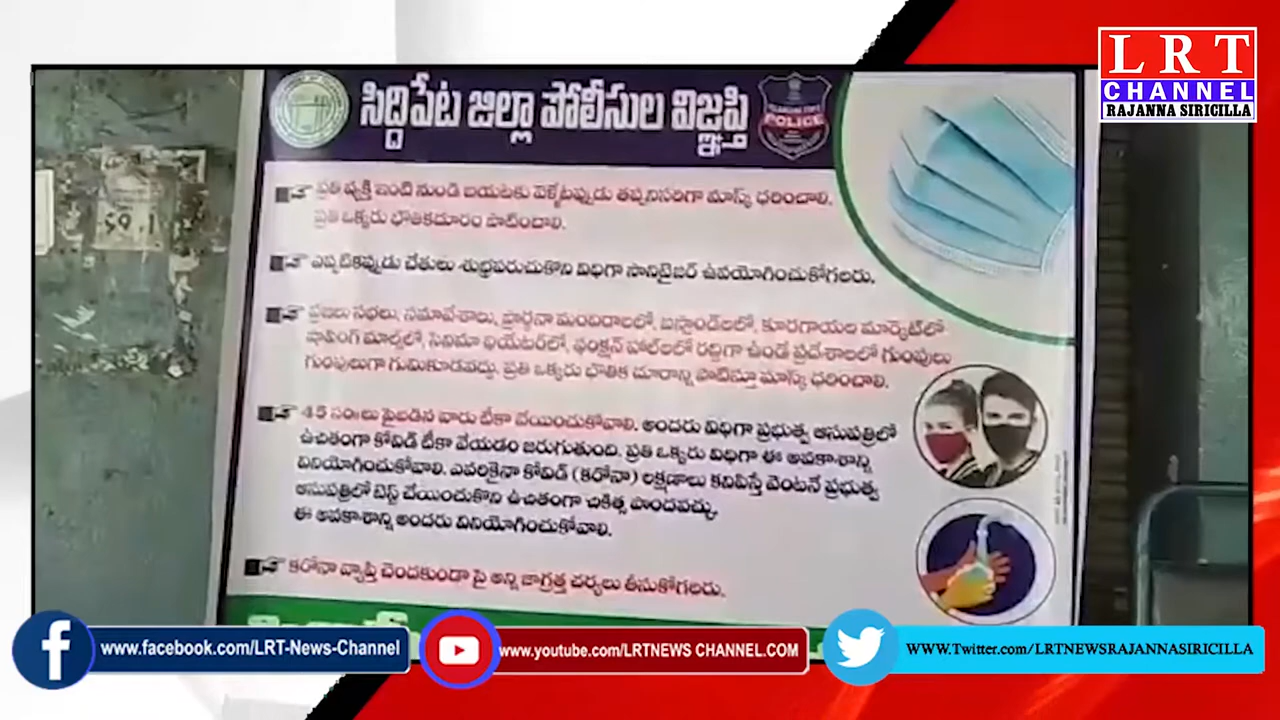 LRT
CHANNEL
RAJANNA SIRICILLA
సిద్దిపేట జిల్లా పోలీసుల విజ్ఞప్తి
POLICE
ప్రతి వ్యక్తి ఇంటి నుండి బయటకు వెళ్ళేటప్పుడు తప్పనిసరిగా మాస్క్ ధరించాలి.
ప్రతి ఒక్కరు భౌతికదూరం పాటించాలి.
ఎప్పటికప్పుడు చేతులు శుభ్రపరుచుకొని విధిగా సానిటైజర్ ఉపయోగించుకోగలరు.
ప్రజలు సభలు, సమావేశాలు, ప్రార్థనా మందిరాలలో, బస్టాండ్‌లలో, కూరగాయల మార్కెట్‌లో
షాపింగ్ మాల్స్‌లో, సినిమా థియేటర్‌లో, ఫంక్షన్ హాల్‌లలో రద్దీగా ఉండే ప్రదేశాలలో గుంపులు
గుంపులుగా గుమికూడవద్దు. ప్రతి ఒక్కరు భౌతిక దూరాన్ని పాటిస్తూ మాస్క్ ధరించాలి.
45 సం॥లు పైబడిన వారు టీకా వేయించుకోవాలి. అందరు విధిగా ప్రభుత్వ ఆసుపత్రిలో
ఉచితంగా కోవిడ్ టీకా వేయడం జరుగుతుంది. ప్రతి ఒక్కరు విధిగా ఈ అవకాశాన్ని
వినియోగించుకోవాలి. ఎవరికైనా కోవిడ్ (కరోనా) లక్షణాలు కనిపిస్తే వెంటనే ప్రభుత్వ
ఆసుపత్రిలో టెస్ట్ చేయించుకొని ఉచితంగా చికిత్స పొందవచ్చు.
ఈ అవకాశాన్ని అందరు వినియోగించుకోవాలి.
కరోనా వ్యాప్తి చెందకుండా పై అన్ని జాగ్రత్త చర్యలు తీసుకోగలరు.
www.facebook.com/LRT-News-Channel
www.youtube.com/LRTNEWS CHANNEL.COM
www.Twitter.com/LRTNEWSRAJANNASIRICILLA